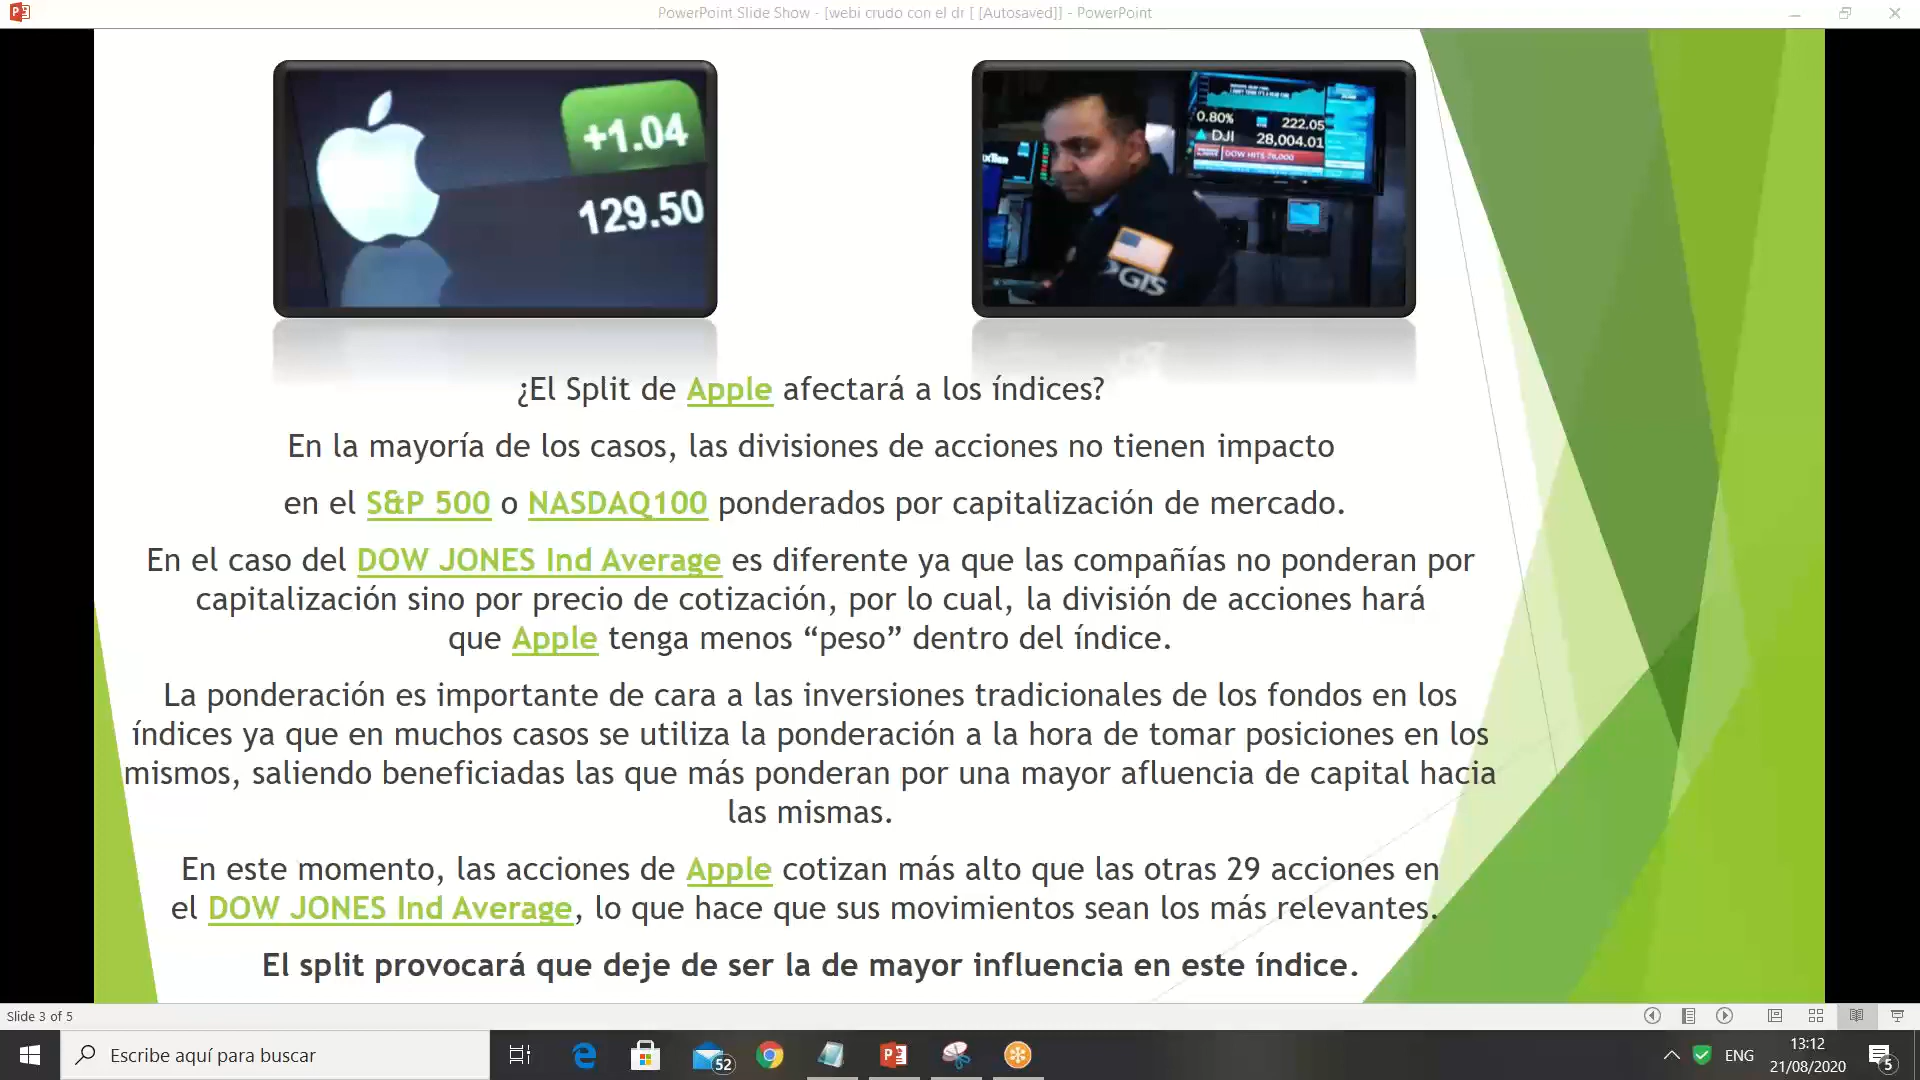 PowerPoint Slide Show - [webi crudo con el dr [ [Autosaved]] - PowerPoint
+1.04
129.50
0.80%
222.05
DJI
28,004.01
DOW HITS 28,000
GTS
¿El Split de Apple afectará a los índices?
En la mayoría de los casos, las divisiones de acciones no tienen impacto
en el S&P 500 o NASDAQ100 ponderados por capitalización de mercado.
En el caso del DOW JONES Ind Average es diferente ya que las compañías no ponderan por
capitalización sino por precio de cotización, por lo cual, la división de acciones hará
que Apple tenga menos “peso” dentro del índice.
La ponderación es importante de cara a las inversiones tradicionales de los fondos en los
índices ya que en muchos casos se utiliza la ponderación a la hora de tomar posiciones en los
mismos, saliendo beneficiadas las que más ponderan por una mayor afluencia de capital hacia
las mismas.
En este momento, las acciones de Apple cotizan más alto que las otras 29 acciones en
el DOW JONES Ind Average, lo que hace que sus movimientos sean los más relevantes.
El split provocará que deje de ser la de mayor influencia en este índice.
Slide 3 of 5
Escribe aquí para buscar
52
ENG
13:12
21/08/2020
5